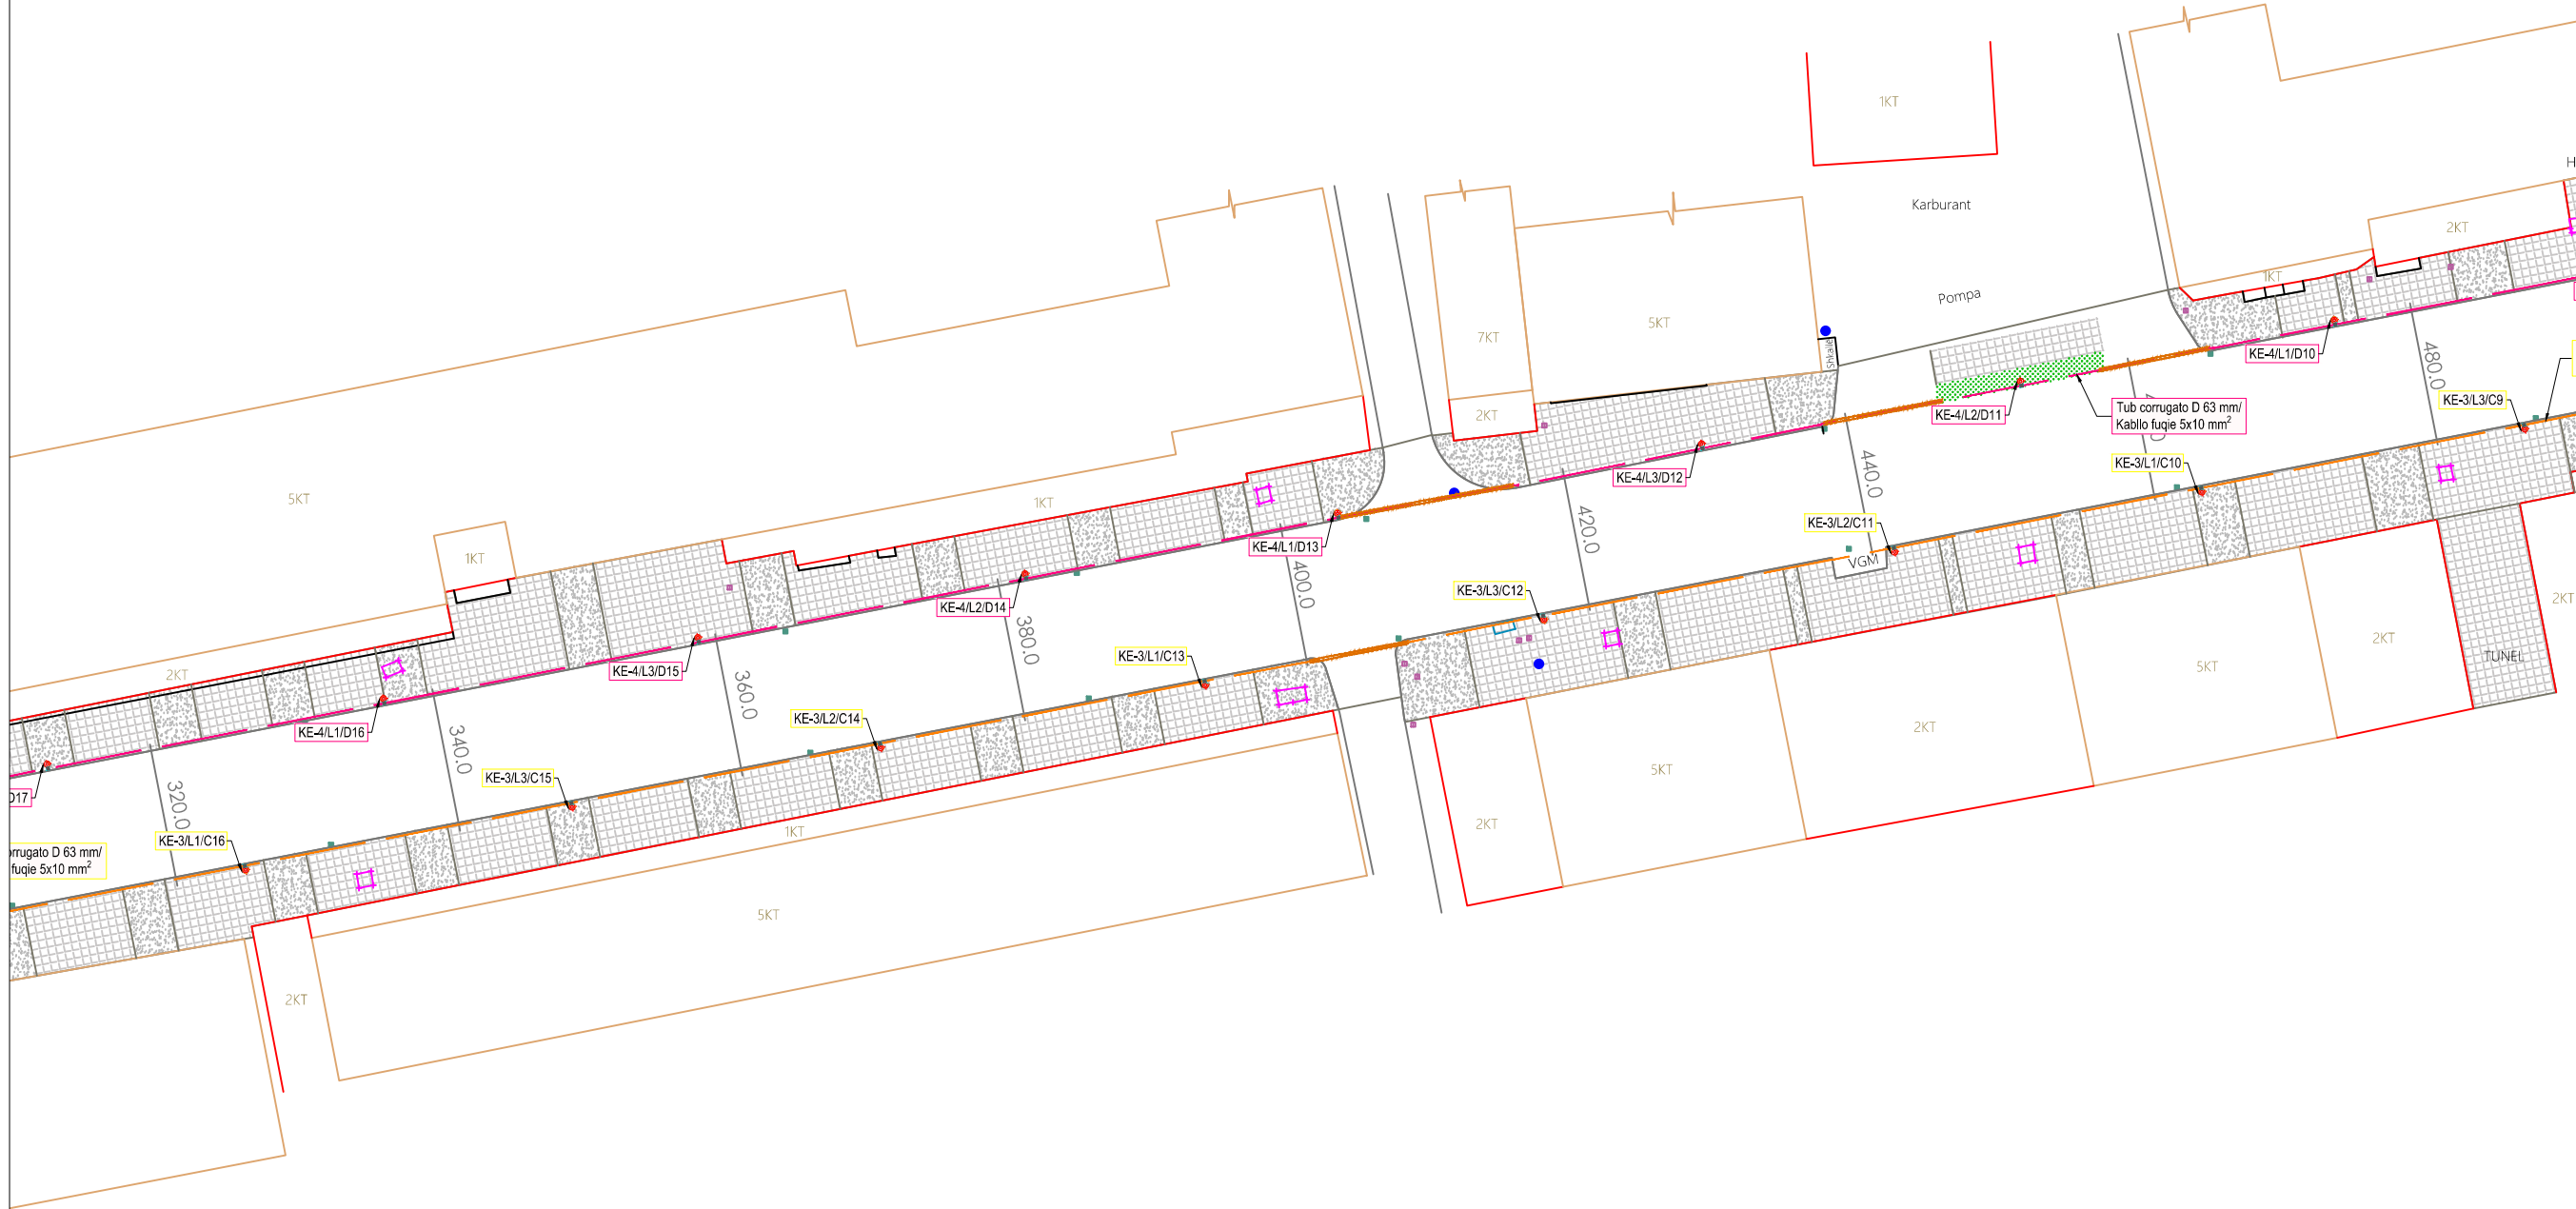 1KT
Karburant
Pompa
2KT
1KT
5KT
7KT
2KT
Shkalle
KE-4/L1/D10
480.0
KE-4/L2/D11
Tub corrugato D 63 mm/
Kabllo fuqie 5x10 mm²
KE-3/L3/C9
KE-4/L3/D12
440.0
KE-3/L1/C10
5KT
1KT
KE-4/L1/D13
420.0
KE-3/L2/C11
VGM
1KT
400.0
KE-4/L2/D14
KE-3/L3/C12
2KT
380.0
KE-3/L1/C13
TUNEL
2KT
5KT
2KT
KE-4/L3/D15
360.0
KE-4/L1/D16
340.0
KE-3/L2/C14
2KT
5KT
2KT
D17
320.0
KE-3/L3/C15
KE-3/L1/C16
1KT
fuqie 5x10 mm²
5KT
2KT